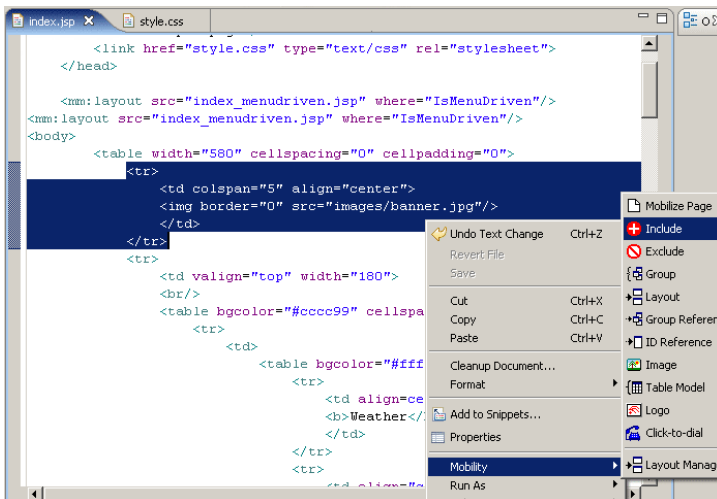 index.jsp
style.css
<link href="style.css" type="text/css" rel="stylesheet">
</head>
<mm:layout src="index_menudriven.jsp" where="IsMenuDriven"/>
<mm:layout src="index_menudriven.jsp" where="IsMenuDriven"/>
<body>
<table width="580" cellspacing="0" cellpadding="0">
<tr>
<td colspan="5" align="center">
<img border="0" src="images/banner.jpg"/>
</td>
</tr>
<tr>
<td valign="top" width="180">
<br/>
<table bgcolor="#cccc99" cellspa
<tr>
<td>
<table bgcolor="#fff
<tr>
<td align=ce
<b>Weather</
</td>
</tr>
<tr>
<td align="
Undo Text Change Ctrl+Z
Revert File
Save
Cut Ctrl+X
Copy Ctrl+C
Paste Ctrl+V
Cleanup Document...
Format
Add to Snippets...
Properties
Mobility
Run As
Mobilize Page
Include
Exclude
Group
Layout
Group Referen
ID Reference
Image
Table Model
Logo
Click-to-dial
Layout Manag